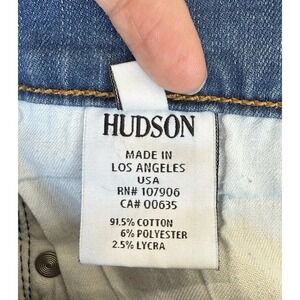 HUDSON
MADE IN
LOS ANGELES
USA
RN# 107906
CA# 00635
91.5% COTTON
6% POLYESTER
2.5% LYCRA